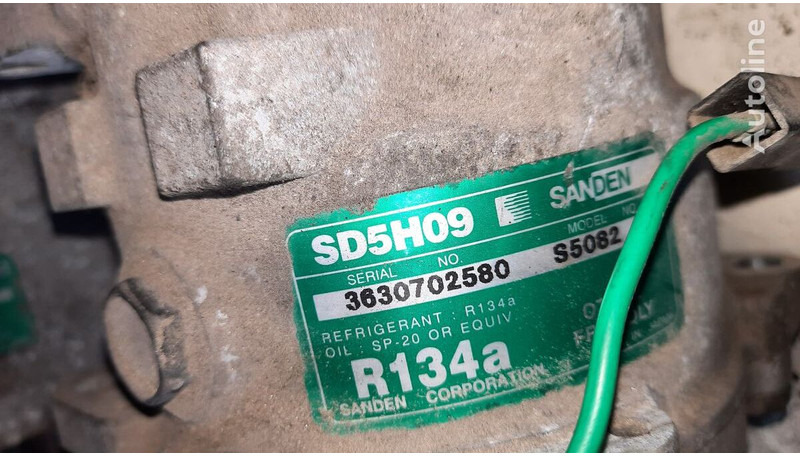 SD5H09 SANDEN
SERIAL NO. MODEL NO
3630702580 S5082
REFRIGERANT : R134a
OIL : SP-20 OR EQUIV
R134a
SANDEN CORPORATION
Autoline